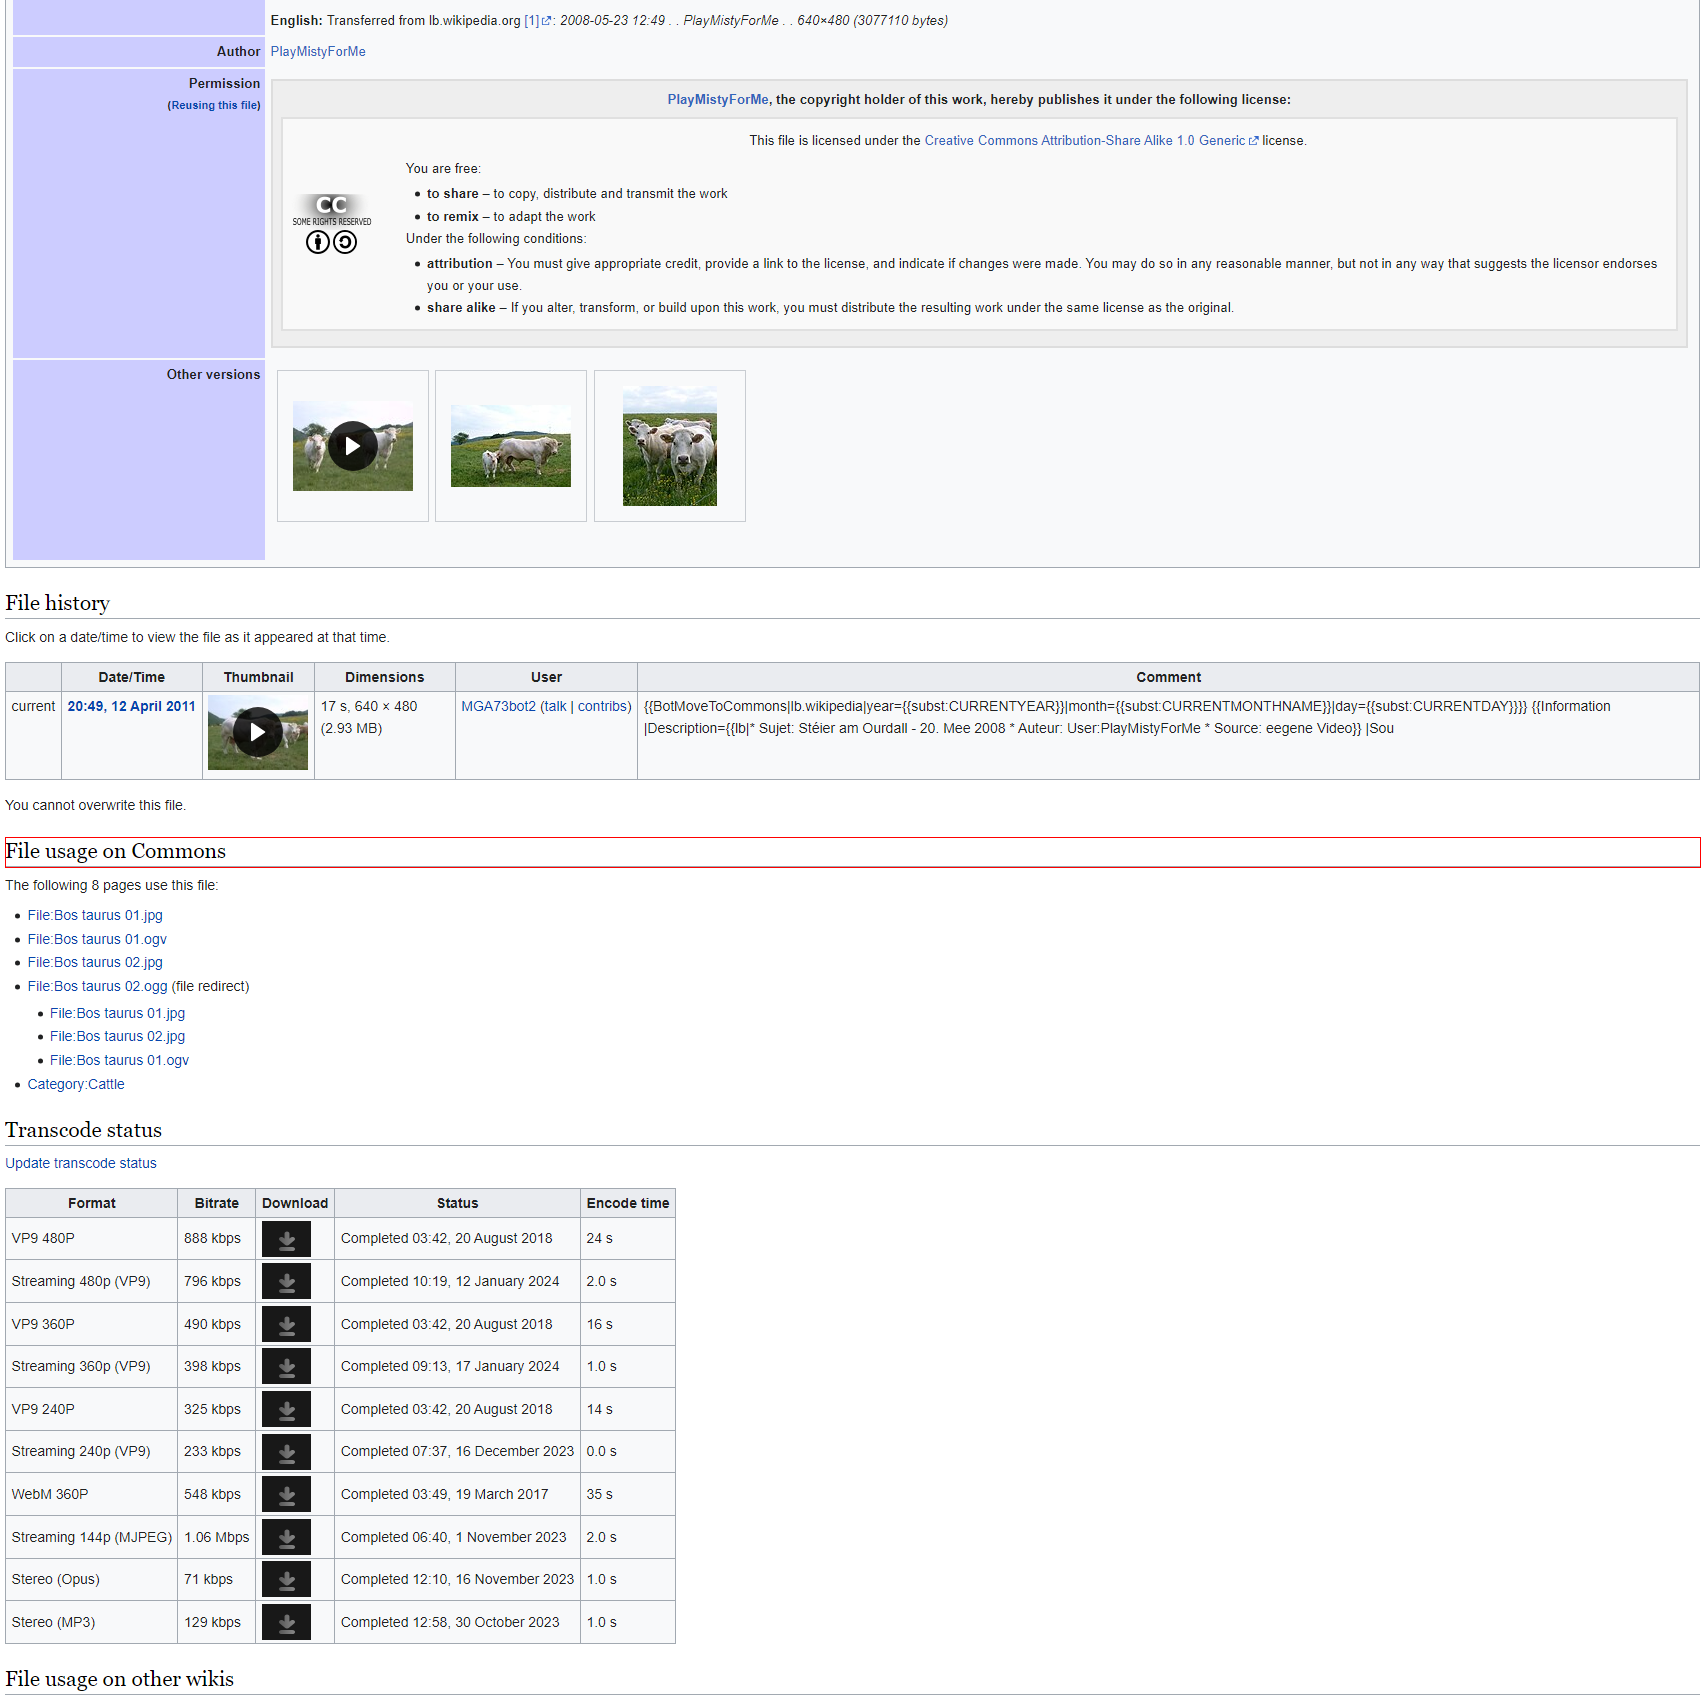 English: Transferred from lb.wikipedia.org [1]: 2008-05-23 12:49 . . PlayMistyForMe . . 640×480 (3077110 bytes)
Author PlayMistyForMe
Permission
(Reusing this file)
PlayMistyForMe, the copyright holder of this work, hereby publishes it under the following license:
This file is licensed under the Creative Commons Attribution-Share Alike 1.0 Generic license.
CC
SOME RIGHTS RESERVED
You are free:
• to share – to copy, distribute and transmit the work
• to remix – to adapt the work
Under the following conditions:
• attribution – You must give appropriate credit, provide a link to the license, and indicate if changes were made. You may do so in any reasonable manner, but not in any way that suggests the licensor endorses
you or your use.
• share alike – If you alter, transform, or build upon this work, you must distribute the resulting work under the same license as the original.
Other versions
File history
Click on a date/time to view the file as it appeared at that time.
Date/Time Thumbnail Dimensions User Comment
current 20:49, 12 April 2011 17 s, 640 × 480 MGA73bot2 (talk | contribs) {{BotMoveToCommons|lb.wikipedia|year={{subst:CURRENTYEAR}}|month={{subst:CURRENTMONTHNAME}}|day={{subst:CURRENTDAY}}}} {{Information
(2.93 MB) |Description={{lb|* Sujet: Stéier am Ourdall - 20. Mee 2008 * Auteur: User:PlayMistyForMe * Source: eegene Video}} |Sou
You cannot overwrite this file.
File usage on Commons
The following 8 pages use this file:
• File:Bos taurus 01.jpg
• File:Bos taurus 01.ogv
• File:Bos taurus 02.jpg
• File:Bos taurus 02.ogg (file redirect)
• File:Bos taurus 01.jpg
• File:Bos taurus 02.jpg
• File:Bos taurus 01.ogv
• Category:Cattle
Transcode status
Update transcode status
Format Bitrate Download Status Encode time
VP9 480P 888 kbps Completed 03:42, 20 August 2018 24 s
Streaming 480p (VP9) 796 kbps Completed 10:19, 12 January 2024 2.0 s
VP9 360P 490 kbps Completed 03:42, 20 August 2018 16 s
Streaming 360p (VP9) 398 kbps Completed 09:13, 17 January 2024 1.0 s
VP9 240P 325 kbps Completed 03:42, 20 August 2018 14 s
Streaming 240p (VP9) 233 kbps Completed 07:37, 16 December 2023 0.0 s
WebM 360P 548 kbps Completed 03:49, 19 March 2017 35 s
Streaming 144p (MJPEG) 1.06 Mbps Completed 06:40, 1 November 2023 2.0 s
Stereo (Opus) 71 kbps Completed 12:10, 16 November 2023 1.0 s
Stereo (MP3) 129 kbps Completed 12:58, 30 October 2023 1.0 s
File usage on other wikis